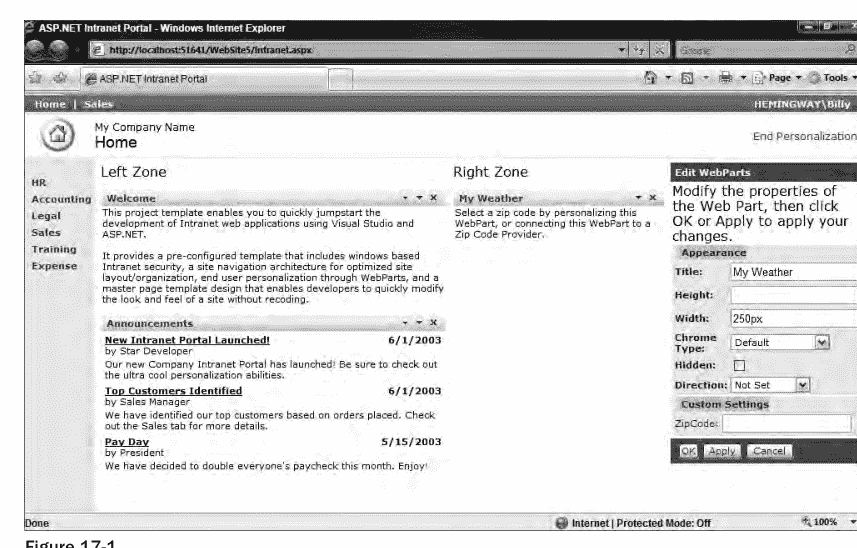 ASP.NET Intranet Portal - Windows Internet Explorer
http://localhost:51641/WebSite5/Intranet.aspx
Google
ASP.NET Intranet Portal
Page
Tools
Home | Sales
HEMINGWAY\Billy
My Company Name
Home
End Personalization
HR
Accounting
Legal
Sales
Training
Expense
Left Zone
Welcome
This project template enables you to quickly jumpstart the
development of Intranet web applications using Visual Studio and
ASP.NET.
It provides a pre-configured template that includes windows based
Intranet security, a site navigation architecture for optimized site
layout/organization, end user personalization through WebParts, and a
master page template design that enables developers to quickly modify
the look and feel of a site without recoding.
Announcements
New Intranet Portal Launched! 6/1/2003
by Star Developer
Our new Company Intranet Portal has launched! Be sure to check out
the ultra cool personalization abilities.
Top Customers Identified 6/1/2003
by Sales Manager
We have identified our top customers based on orders placed. Check
out the Sales tab for more details.
Pay Day 5/15/2003
by President
We have decided to double everyone's paycheck this month. Enjoy!
Right Zone
My Weather
Select a zip code by personalizing this
WebPart, or connecting this WebPart to a
Zip Code Provider.
Edit WebParts
Modify the properties of
the Web Part, then click
OK or Apply to apply your
changes.
Appearance
Title: My Weather
Height:
Width: 250px
Chrome
Type: Default
Hidden:
Direction: Not Set
Custom Settings
ZipCode:
OK Apply Cancel
Done
Internet | Protected Mode: Off
100%
Figure 17-1